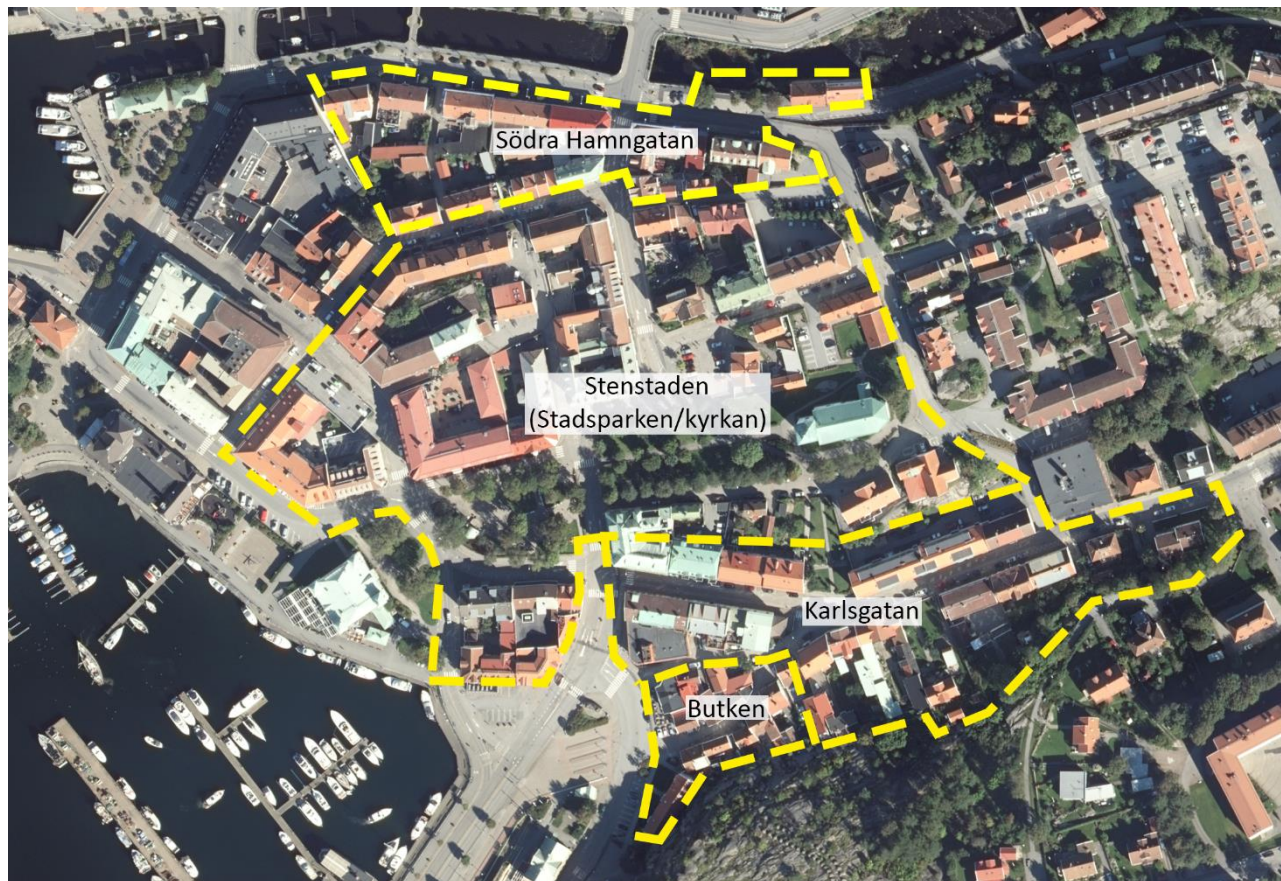 Södra Hamngatan
Stenstaden
(Stadsparken/kyrkan)
Karlsgatan
Butken